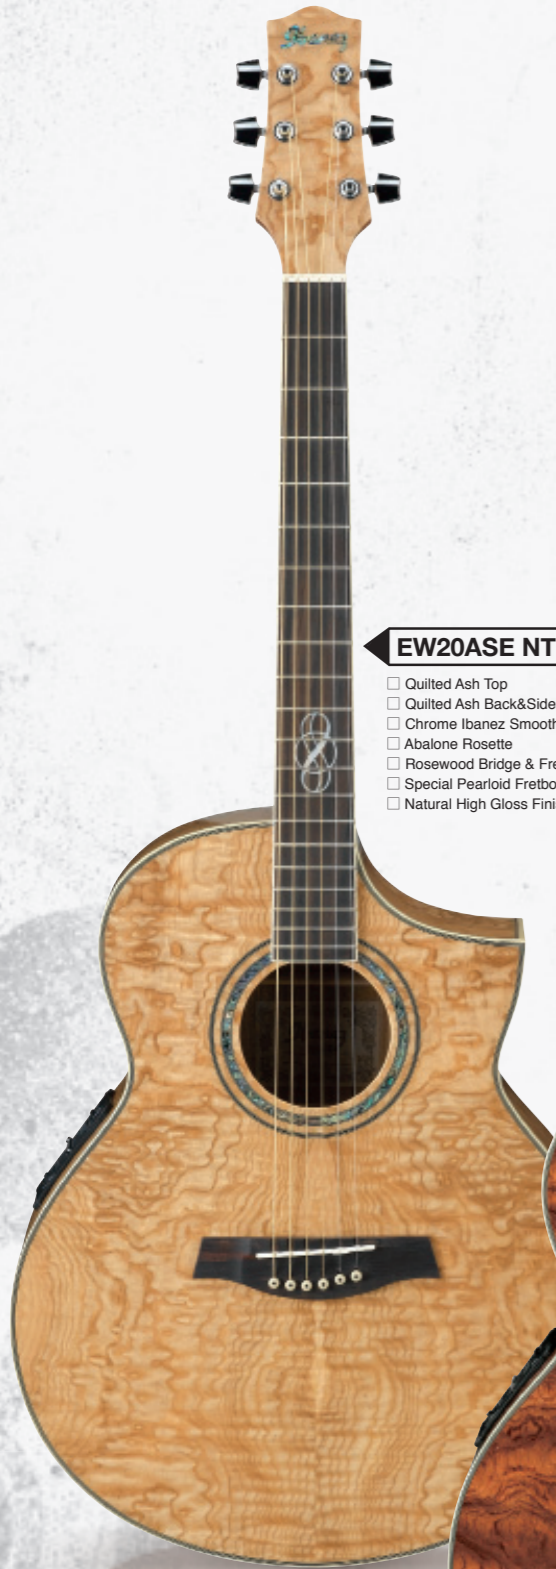 Ibanez
EW20ASE NT
Quilted Ash Top
Quilted Ash Back&Side
Chrome Ibanez Smooth
Abalone Rosette
Rosewood Bridge & Fre
Special Pearloid Fretbo
Natural High Gloss Fini